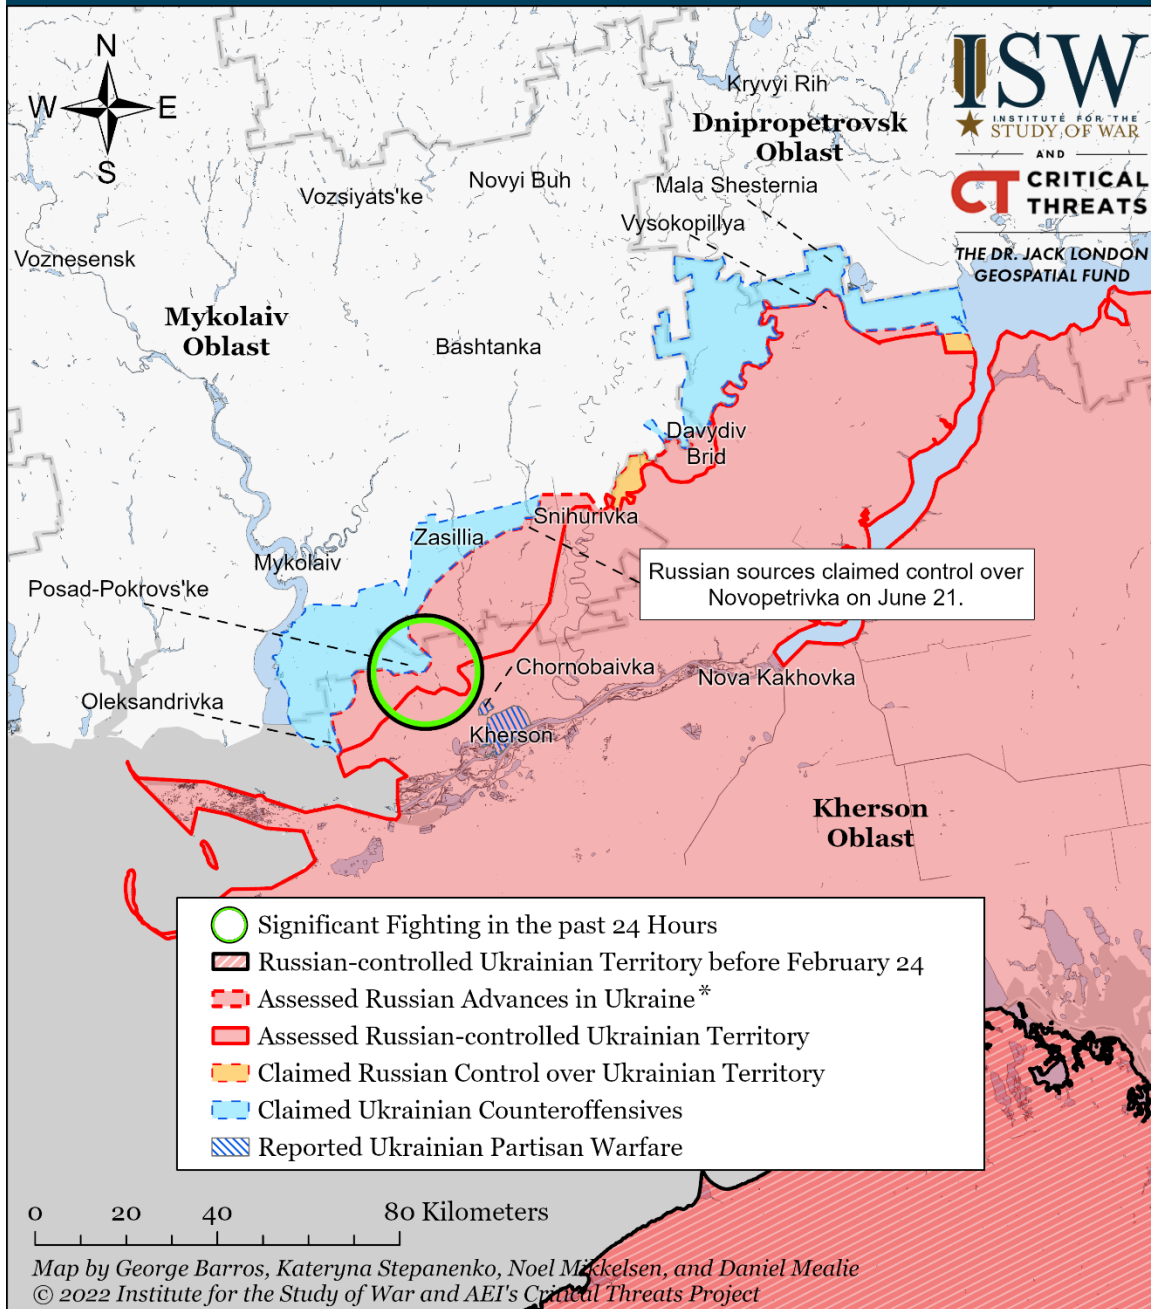 N
W
E
S
ISW
INSTITUTE FOR THE
STUDY OF WAR
AND
CT CRITICAL
THREATS
THE DR. JACK LONDON
GEOSPATIAL FUND
Kryvyi Rih
Dnipropetrovsk
Oblast
Novyi Buh
Mala Shesternia
Vozsiyats'ke
Vysokopillya
Voznesensk
Mykolaiv
Oblast
Bashtanka
Davydiv
Brid
Snihurivka
Zasillia
Mykolaiv
Posad-Pokrovs'ke
Russian sources claimed control over
Novopetrivka on June 21.
Chornobaivka
Nova Kakhovka
Oleksandrivka
Kherson
Kherson
Oblast
Significant Fighting in the past 24 Hours
Russian-controlled Ukrainian Territory before February 24
Assessed Russian Advances in Ukraine*
Assessed Russian-controlled Ukrainian Territory
Claimed Russian Control over Ukrainian Territory
Claimed Ukrainian Counteroffensives
Reported Ukrainian Partisan Warfare
0 20 40 80 Kilometers
Map by George Barros, Kateryna Stepanenko, Noel Mikkelsen, and Daniel Mealie
© 2022 Institute for the Study of War and AEI's Critical Threats Project